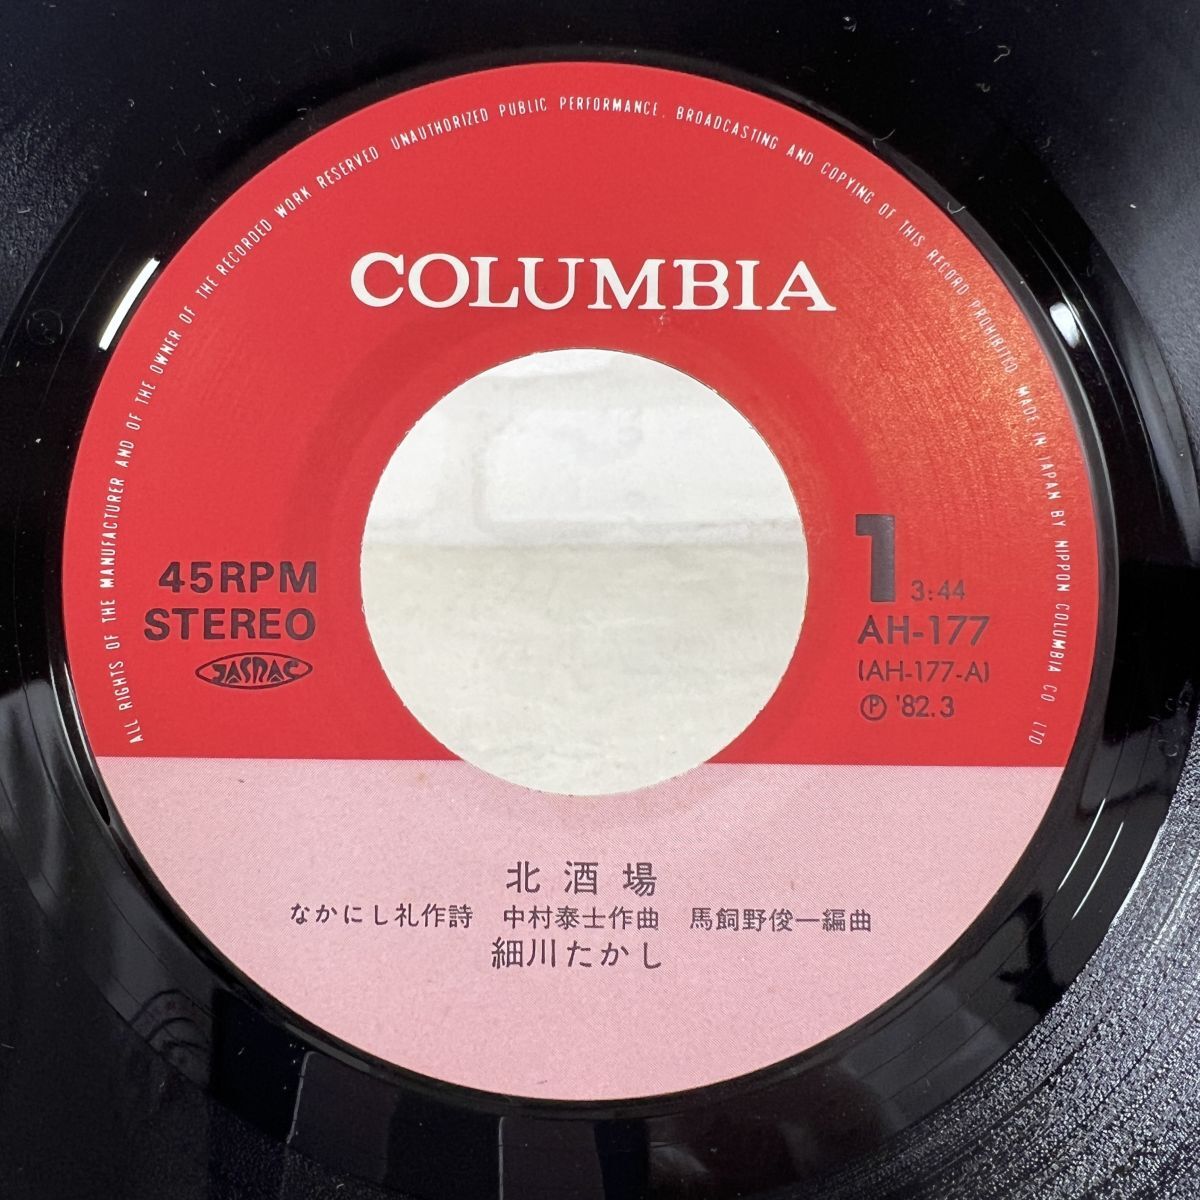 ALL RIGHTS OF THE MANUFACTURER AND OF THE OWNER OF THE RECORDED WORK RESERVED UNAUTHORIZED PUBLIC PERFORMANCE. BROADCASTING AND COPYING OF THIS RECORD PROHIBITED. MADE IN JAPAN BY NIPPON COLUMBIA CO LTD
COLUMBIA
45RPM
STEREO
JASRAC
1 3:44
AH-177
(AH-177-A)
Ⓟ '82.3
北酒場
なかにし礼作詩 中村泰士作曲 馬飼野俊一編曲
細川たかし